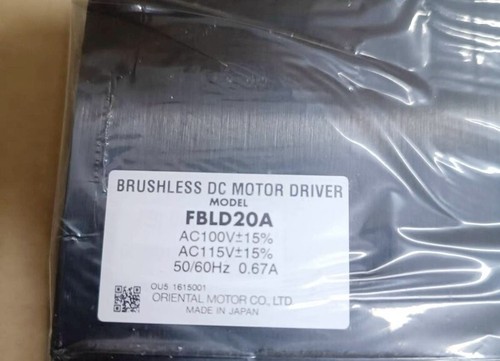 BRUSHLESS DC MOTOR DRIVER
MODEL
FBLD20A
AC100V±15%
AC115V±15%
50/60Hz 0.67A
OU5 1615001
ORIENTAL MOTOR CO., LTD
MADE IN JAPAN